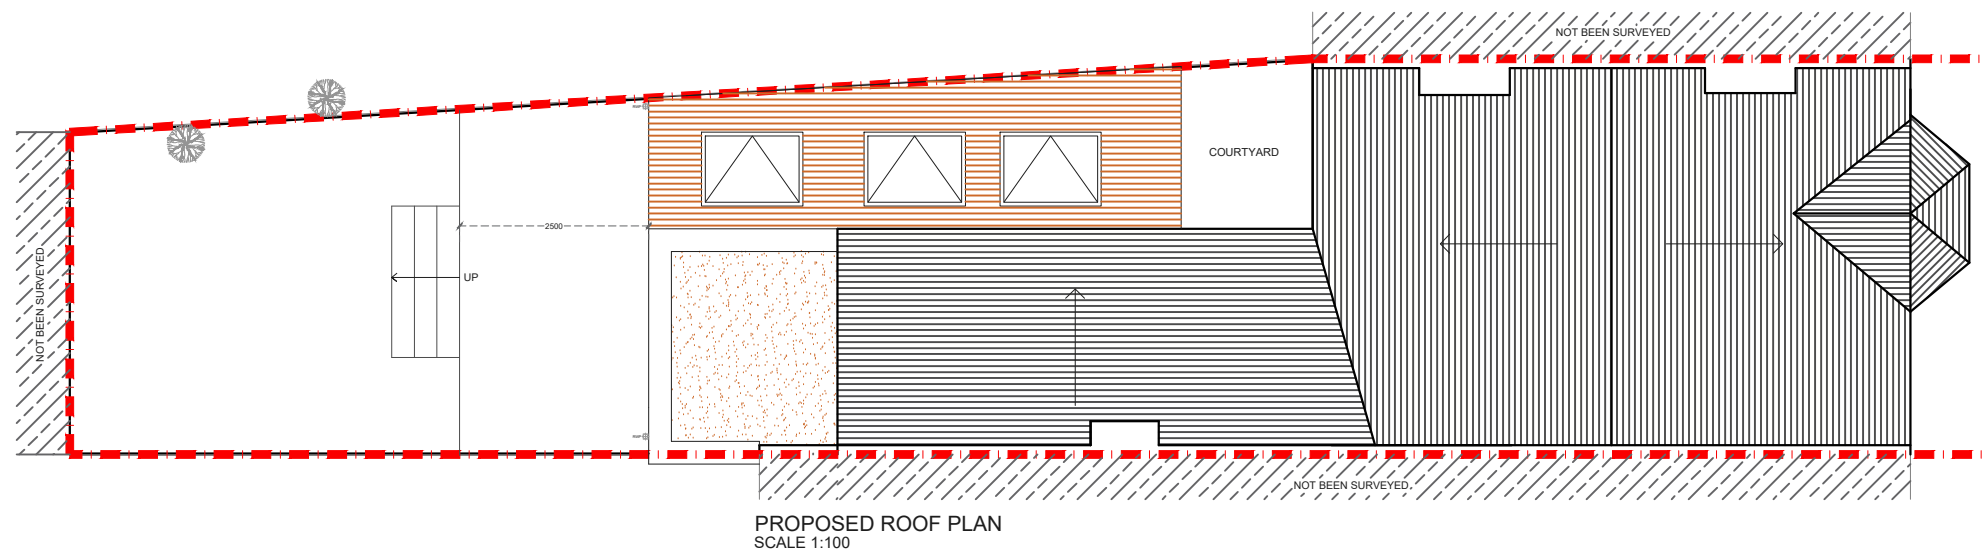 NOT BEEN SURVEYED
COURTYARD
2500
UP
NOT BEEN SURVEYED
NOT BEEN SURVEYED
PROPOSED ROOF PLAN
SCALE 1:100